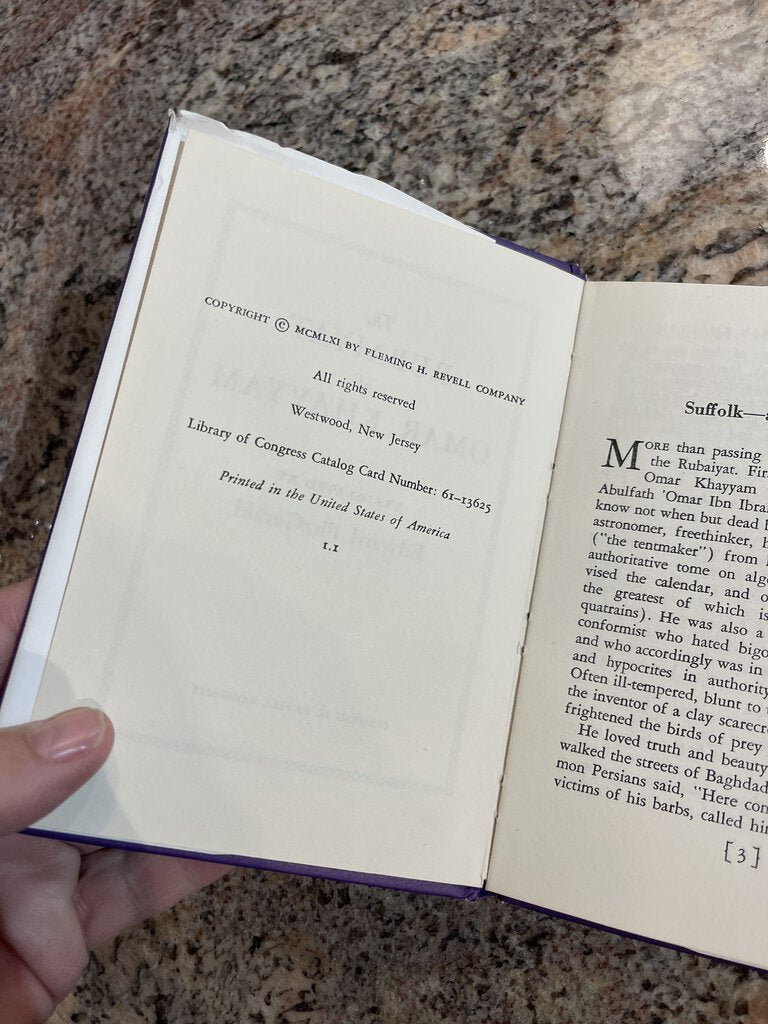 COPYRIGHT © MCMLXI BY FLEMING H. REVELL COMPANY
All rights reserved
Westwood, New Jersey
Library of Congress Catalog Card Number: 61-13625
Printed in the United States of America
1.1
Suffolk—a
MORE than passing
the Rubaiyat. Fir
Omar Khayyam
Abulfath 'Omar Ibn Ibra
know not when but dead b
astronomer, freethinker, h
("the tentmaker") from
authoritative tome on alg
vised the calendar, and o
the greatest of which is
quatrains). He was also a
conformist who hated bigo
and who accordingly was in
and hypocrites in authority
Often ill-tempered, blunt to
the inventor of a clay scarecr
frightened the birds of prey
He loved truth and beauty
walked the streets of Baghdad
mon Persians said, "Here con
victims of his barbs, called hi
[3]